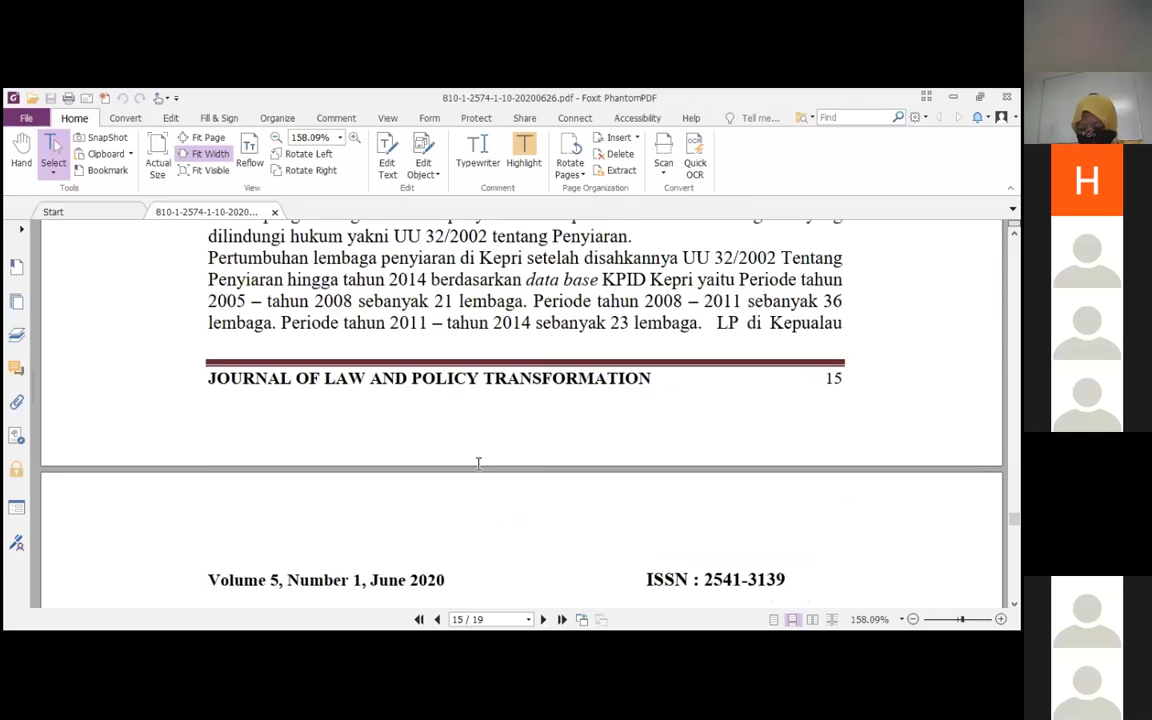 810-1-2574-1-10-20200626.pdf - Foxit PhantomPDF
File Home Convert Edit Fill & Sign Organize Comment View Form Protect Share Connect Accessibility Help Tell me... Find
Hand
Select
SnapShot
Clipboard
Bookmark
Tools
Actual Size
Fit Page
Fit Width
Fit Visible
Reflow
158.09%
Rotate Left
Rotate Right
View
Edit Text
Edit Object
Edit
Typewriter
Highlight
Comment
Rotate Pages
Insert
Delete
Extract
Page Organization
Scan
Quick OCR
Convert
Start
810-1-2574-1-10-2020...
H
dilindungi hukum yakni UU 32/2002 tentang Penyiaran.
Pertumbuhan lembaga penyiaran di Kepri setelah disahkannya UU 32/2002 Tentang
Penyiaran hingga tahun 2014 berdasarkan data base KPID Kepri yaitu Periode tahun
2005 – tahun 2008 sebanyak 21 lembaga. Periode tahun 2008 – 2011 sebanyak 36
lembaga. Periode tahun 2011 – tahun 2014 sebanyak 23 lembaga. LP di Kepualau
JOURNAL OF LAW AND POLICY TRANSFORMATION 15
Volume 5, Number 1, June 2020 ISSN : 2541-3139
15 / 19
158.09%